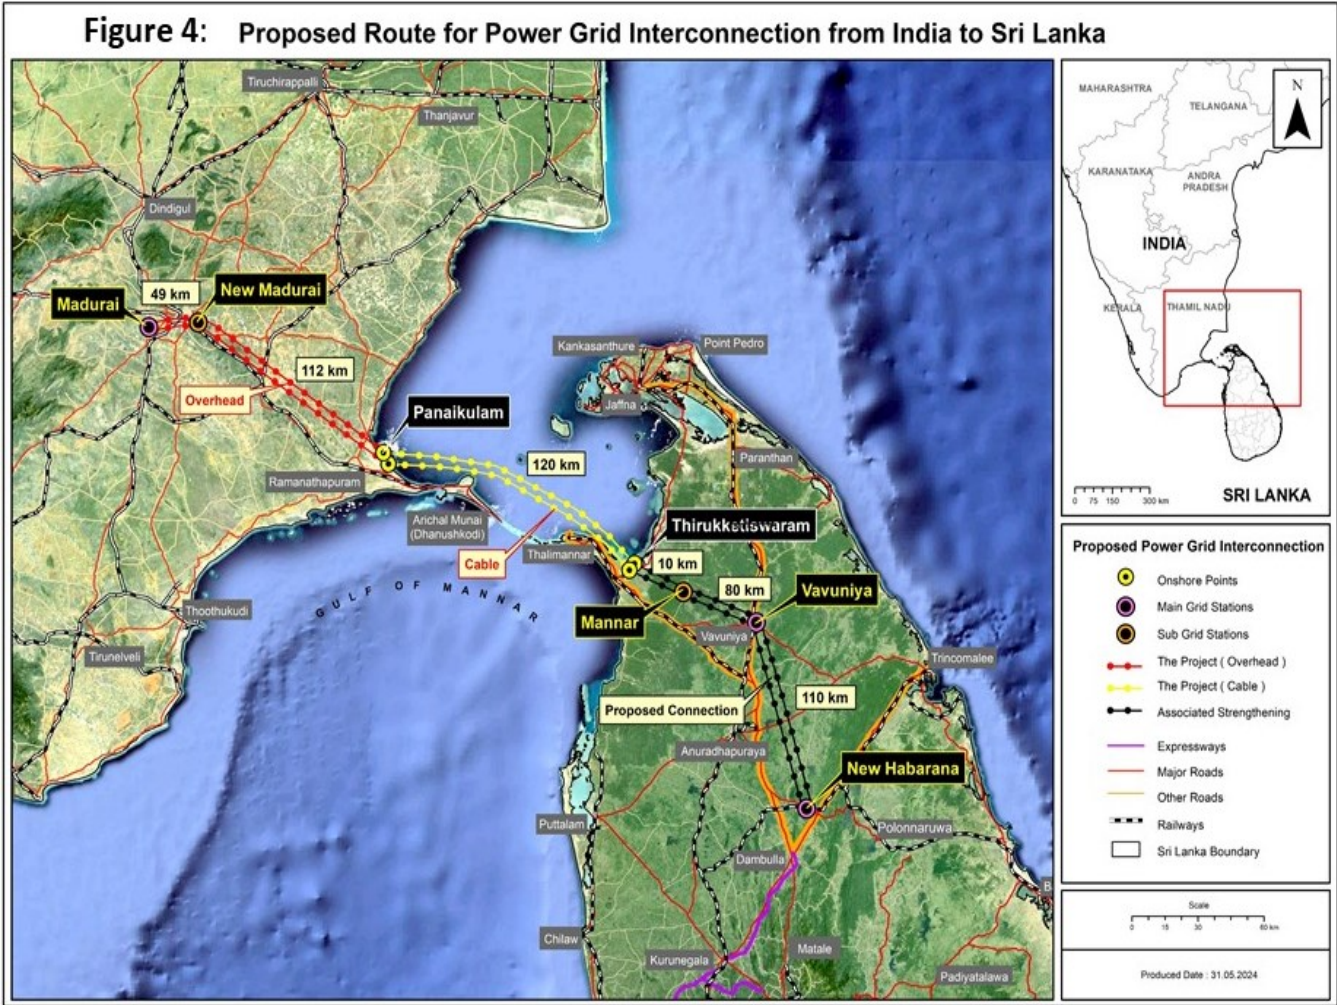 Figure 4: Proposed Route for Power Grid Interconnection from India to Sri Lanka
Tiruchirappalli
Thanjavur
Dindigul
Madurai
49 km
New Madurai
112 km
Overhead
Panaikulam
Ramanathapuram
120 km
Arichal Munai
(Dhanushkodi)
Cable
Kankasanthure
Point Pedro
Jaffna
Paranthan
Thirukketiswaram
Thalimannar
10 km
80 km
Mannar
Vavuniya
Vavuniya
GULF OF MANNAR
Thoothukudi
Tirunelveli
Trincomalee
Proposed Connection
110 km
Anuradhapuraya
New Habarana
Puttalam
Polonnaruwa
Dambulla
B
Chilaw
Kurunegala
Matale
Padiyatalawa
N
MAHARASHTRA
TELANGANA
KARANATAKA
ANDRA
PRADESH
INDIA
KERALA
THAMIL NADU
0 75 150 300 km
SRI LANKA
Proposed Power Grid Interconnection
Onshore Points
Main Grid Stations
Sub Grid Stations
The Project ( Overhead )
The Project ( Cable )
Associated Strengthening
Expressways
Major Roads
Other Roads
Railways
Sri Lanka Boundary
Scale
0 15 30 60 km
Produced Date : 31.05.2024